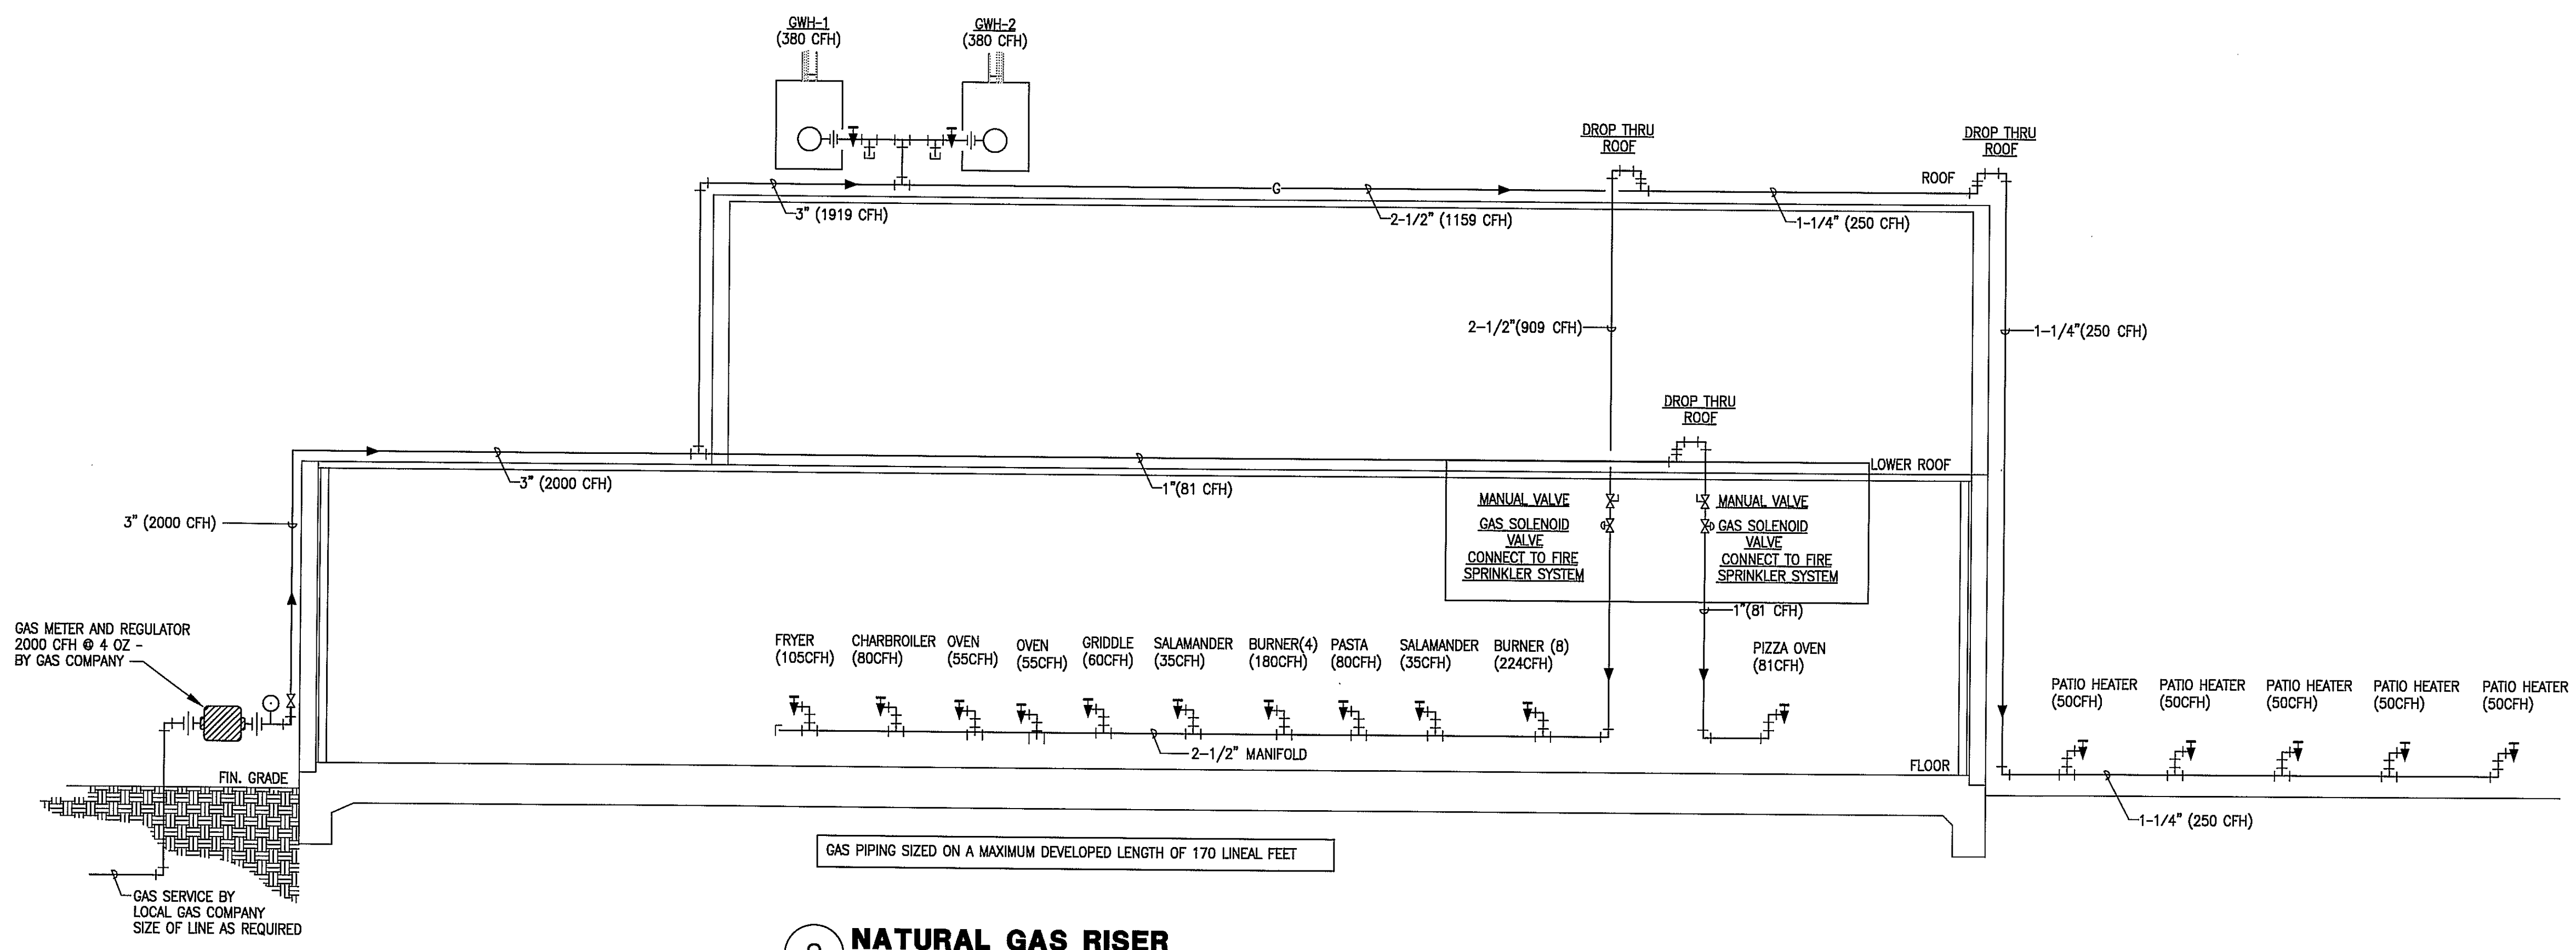 GWH-1
(380 CFH)
GWH-2
(380 CFH)
DROP THRU
ROOF
DROP THRU
ROOF
ROOF
G
3" (1919 CFH)
2-1/2" (1159 CFH)
1-1/4" (250 CFH)
2-1/2"(909 CFH)
1-1/4"(250 CFH)
DROP THRU
ROOF
LOWER ROOF
3" (2000 CFH)
1"(81 CFH)
3" (2000 CFH)
MANUAL VALVE
GAS SOLENOID
VALVE
CONNECT TO FIRE
SPRINKLER SYSTEM
MANUAL VALVE
GAS SOLENOID
VALVE
CONNECT TO FIRE
SPRINKLER SYSTEM
1"(81 CFH)
GAS METER AND REGULATOR
2000 CFH @ 4 OZ -
BY GAS COMPANY
FRYER
(105CFH)
CHARBROILER
(80CFH)
OVEN
(55CFH)
OVEN
(55CFH)
GRIDDLE
(60CFH)
SALAMANDER
(35CFH)
BURNER(4)
(180CFH)
PASTA
(80CFH)
SALAMANDER
(35CFH)
BURNER (8)
(224CFH)
PIZZA OVEN
(81CFH)
PATIO HEATER
(50CFH)
PATIO HEATER
(50CFH)
PATIO HEATER
(50CFH)
PATIO HEATER
(50CFH)
PATIO HEATER
(50CFH)
2-1/2" MANIFOLD
FIN. GRADE
FLOOR
1-1/4" (250 CFH)
GAS PIPING SIZED ON A MAXIMUM DEVELOPED LENGTH OF 170 LINEAL FEET
GAS SERVICE BY
LOCAL GAS COMPANY
SIZE OF LINE AS REQUIRED
NATURAL GAS RISER